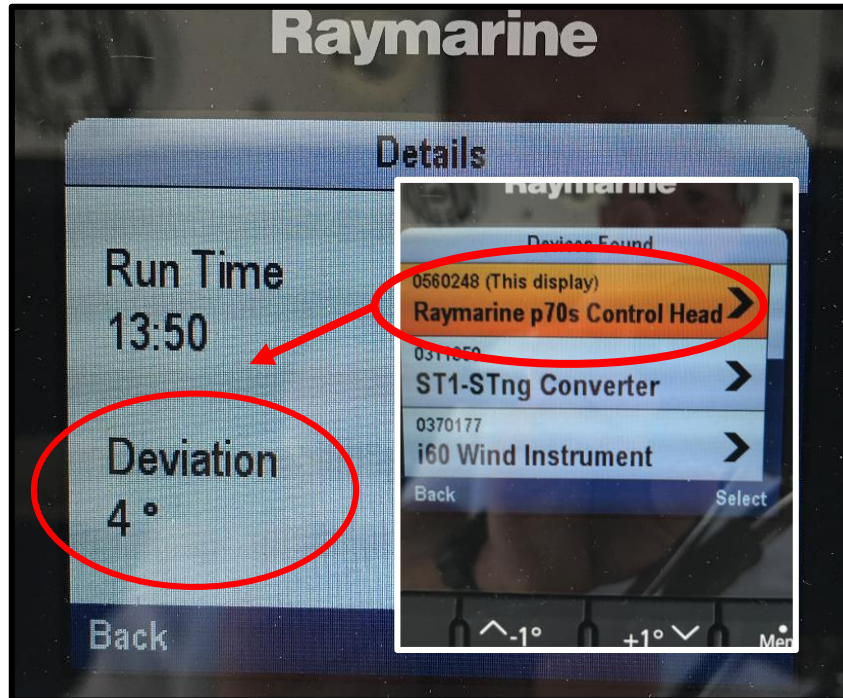 Raymarine
Details
Run Time
13:50
Deviation
4 °
Back
Raymarine
Devices Found
0560248 (This display)
Raymarine p70s Control Head
ST1-STng Converter
0370177
i60 Wind Instrument
Back
Select
-1°
+1°